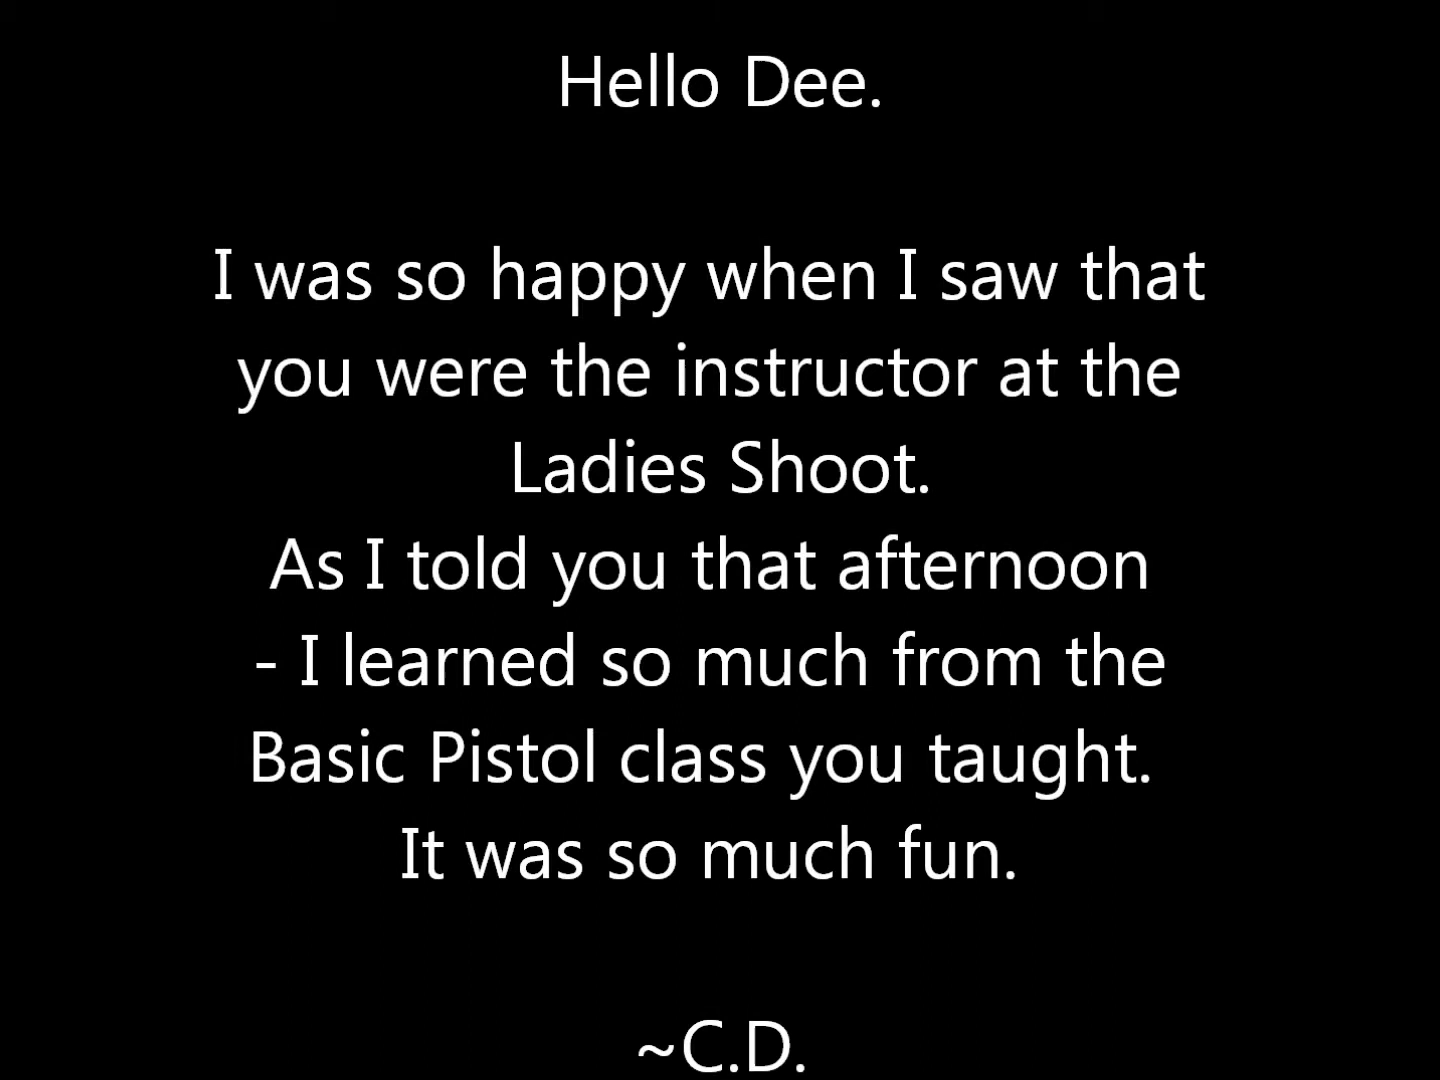 Hello Dee.
I was so happy when I saw that
you were the instructor at the
Ladies Shoot.
As I told you that afternoon
- I learned so much from the
Basic Pistol class you taught.
It was so much fun.
~C.D.